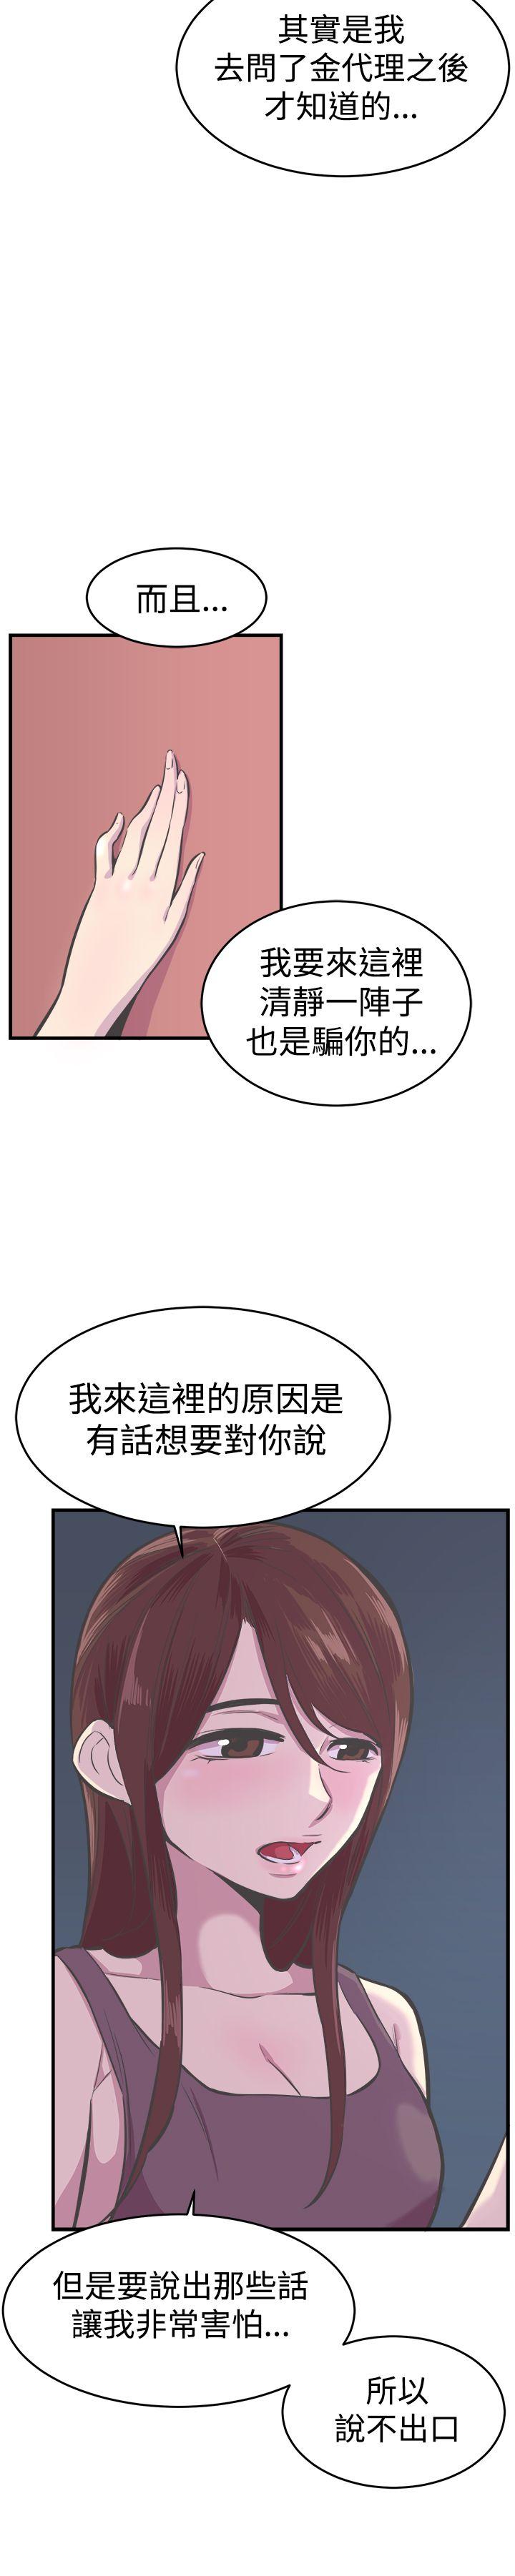 其實是我
去問了金代理之後
才知道的...
而且...
我要來這裡
清靜一陣子
也是騙你的...
我來這裡的原因是
有話想要對你說
但是要說出那些話
讓我非常害怕...
所以
說不出口